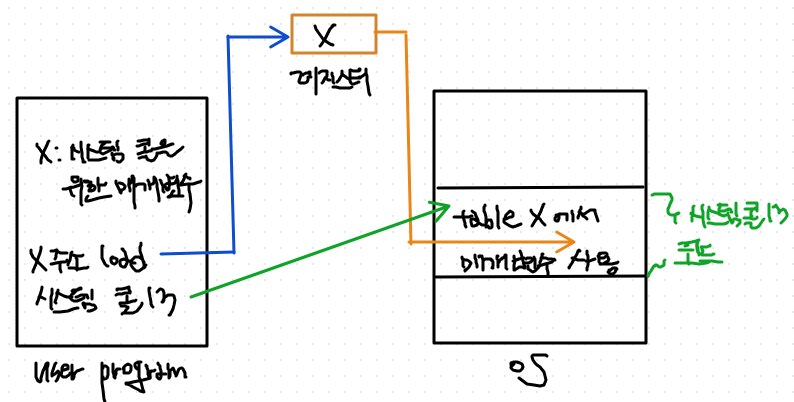 X
레지스터
X: 시스템 콜을
위한 매개변수
X 주소 load
시스템 콜 13
user program
table X에서
매개변수 사용
OS
시스템콜 13
코드